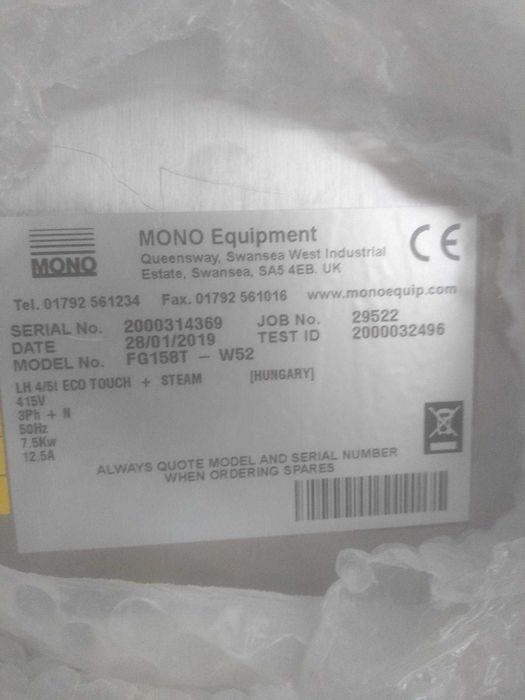 MONO
MONO Equipment
Queensway, Swansea West Industrial
Estate, Swansea, SA5 4EB. UK
CE
Tel. 01792 561234 Fax. 01792 561016 www.monoequip.com
SERIAL No. 2000314369 JOB No. 29522
DATE 28/01/2019 TEST ID 2000032496
MODEL No. FG158T - W52
LH 4/5t ECO TOUCH + STEAM [HUNGARY]
415V
3Ph + N
50Hz
7.5Kw
12.5A
ALWAYS QUOTE MODEL AND SERIAL NUMBER
WHEN ORDERING SPARES